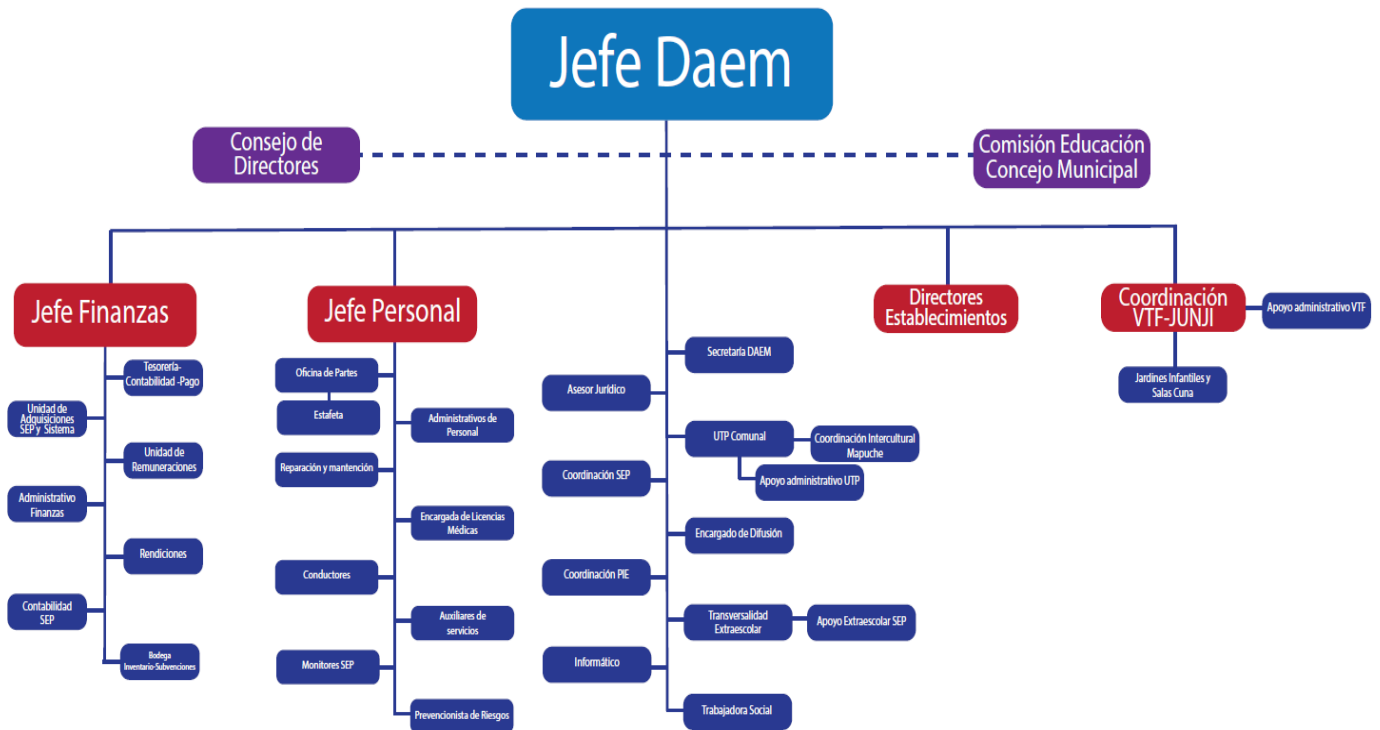 Jefe Daem
Consejo de
Directores
Comisión Educación
Concejo Municipal
Jefe Finanzas
Tesorería-
Contabilidad -Pago
Unidad de
Adquisiciones
SEP y Sistema
Unidad de
Remuneraciones
Administrativo
Finanzas
Rendiciones
Contabilidad
SEP
Bodega
Inventario-Subvenciones
Jefe Personal
Oficina de Partes
Estafeta
Administrativos de
Personal
Reparación y mantención
Encargada de Licencias
Médicas
Conductores
Auxiliares de
servicios
Monitores SEP
Prevencionista de Riesgos
Secretaría DAEM
Asesor Jurídico
UTP Comunal
Coordinación Intercultural
Mapuche
Apoyo administrativo UTP
Coordinación SEP
Encargado de Difusión
Coordinación PIE
Transversalidad
Extraescolar
Apoyo Extraescolar SEP
Informático
Trabajadora Social
Directores
Establecimientos
Coordinación
VTF-JUNJI
Apoyo administrativo VTF
Jardines Infantiles y
Salas Cuna